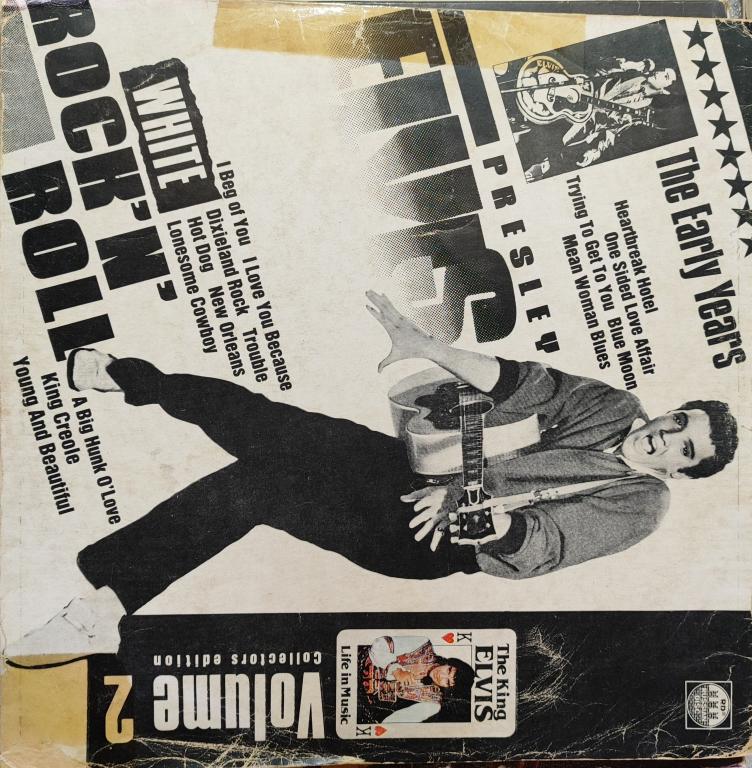 The Early Years
ELVIS
PRESLEY
Heartbreak Hotel
One Sided Love Affair
Trying To Get To You Blue Moon
Mean Woman Blues
WHITE
ROCK'N'
ROLL
I Beg of You I Love You Because
Dixieland Rock Trouble
Hot Dog New Orleans
Lonesome Cowboy
A Big Hunk O'Love
King Creole
Young And Beautiful
Volume 2
Collectors edition
The King
ELVIS
K
Life in Music
K
RD